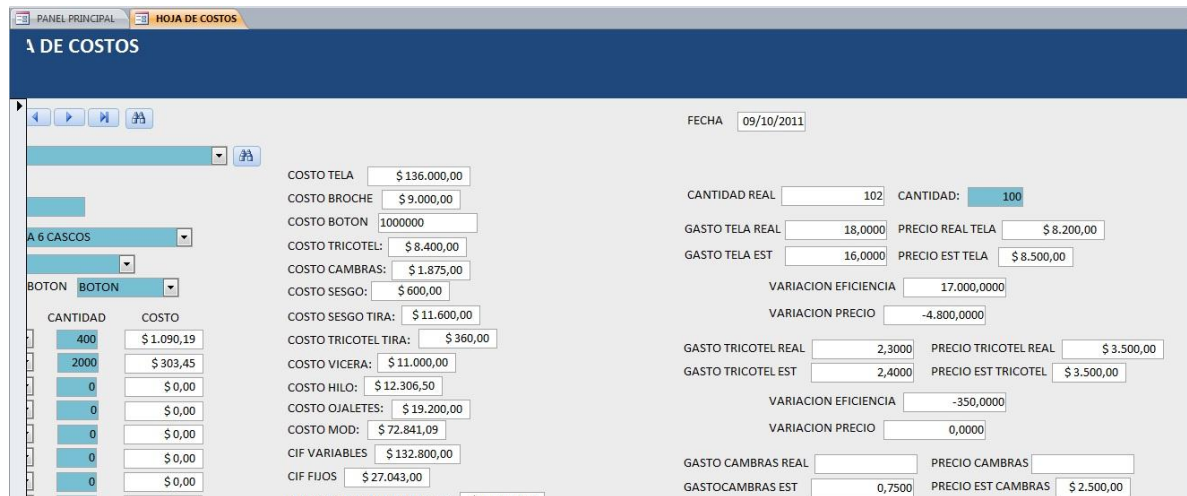 PANEL PRINCIPAL HOJA DE COSTOS
A DE COSTOS
FECHA 09/10/2011
COSTO TELA $ 136.000,00
COSTO BROCHE $ 9.000,00
CANTIDAD REAL 102 CANTIDAD: 100
COSTO BOTON 1000000
A 6 CASCOS
GASTO TELA REAL 18,0000 PRECIO REAL TELA $ 8.200,00
COSTO TRICOTEL: $ 8.400,00
GASTO TELA EST 16,0000 PRECIO EST TELA $ 8.500,00
COSTO CAMBRAS: $ 1.875,00
BOTON BOTON
COSTO SESGO: $ 600,00
VARIACION EFICIENCIA 17.000,0000
CANTIDAD COSTO
COSTO SESGO TIRA: $ 11.600,00
VARIACION PRECIO -4.800,0000
400 $ 1.090,19
COSTO TRICOTEL TIRA: $ 360,00
GASTO TRICOTEL REAL 2,3000 PRECIO TRICOTEL REAL $ 3.500,00
2000 $ 303,45
COSTO VICERA: $ 11.000,00
GASTO TRICOTEL EST 2,4000 PRECIO EST TRICOTEL $ 3.500,00
0 $ 0,00
COSTO HILO: $ 12.306,50
0 $ 0,00
COSTO OJALETES: $ 19.200,00
VARIACION EFICIENCIA -350,0000
0 $ 0,00
COSTO MOD: $ 72.841,09
VARIACION PRECIO 0,0000
0 $ 0,00
CIF VARIABLES $ 132.800,00
GASTO CAMBRAS REAL PRECIO CAMBRAS
0 $ 0,00
CIF FIJOS $ 27.043,00
GASTOCAMBRAS EST 0,7500 PRECIO EST CAMBRAS $ 2.500,00